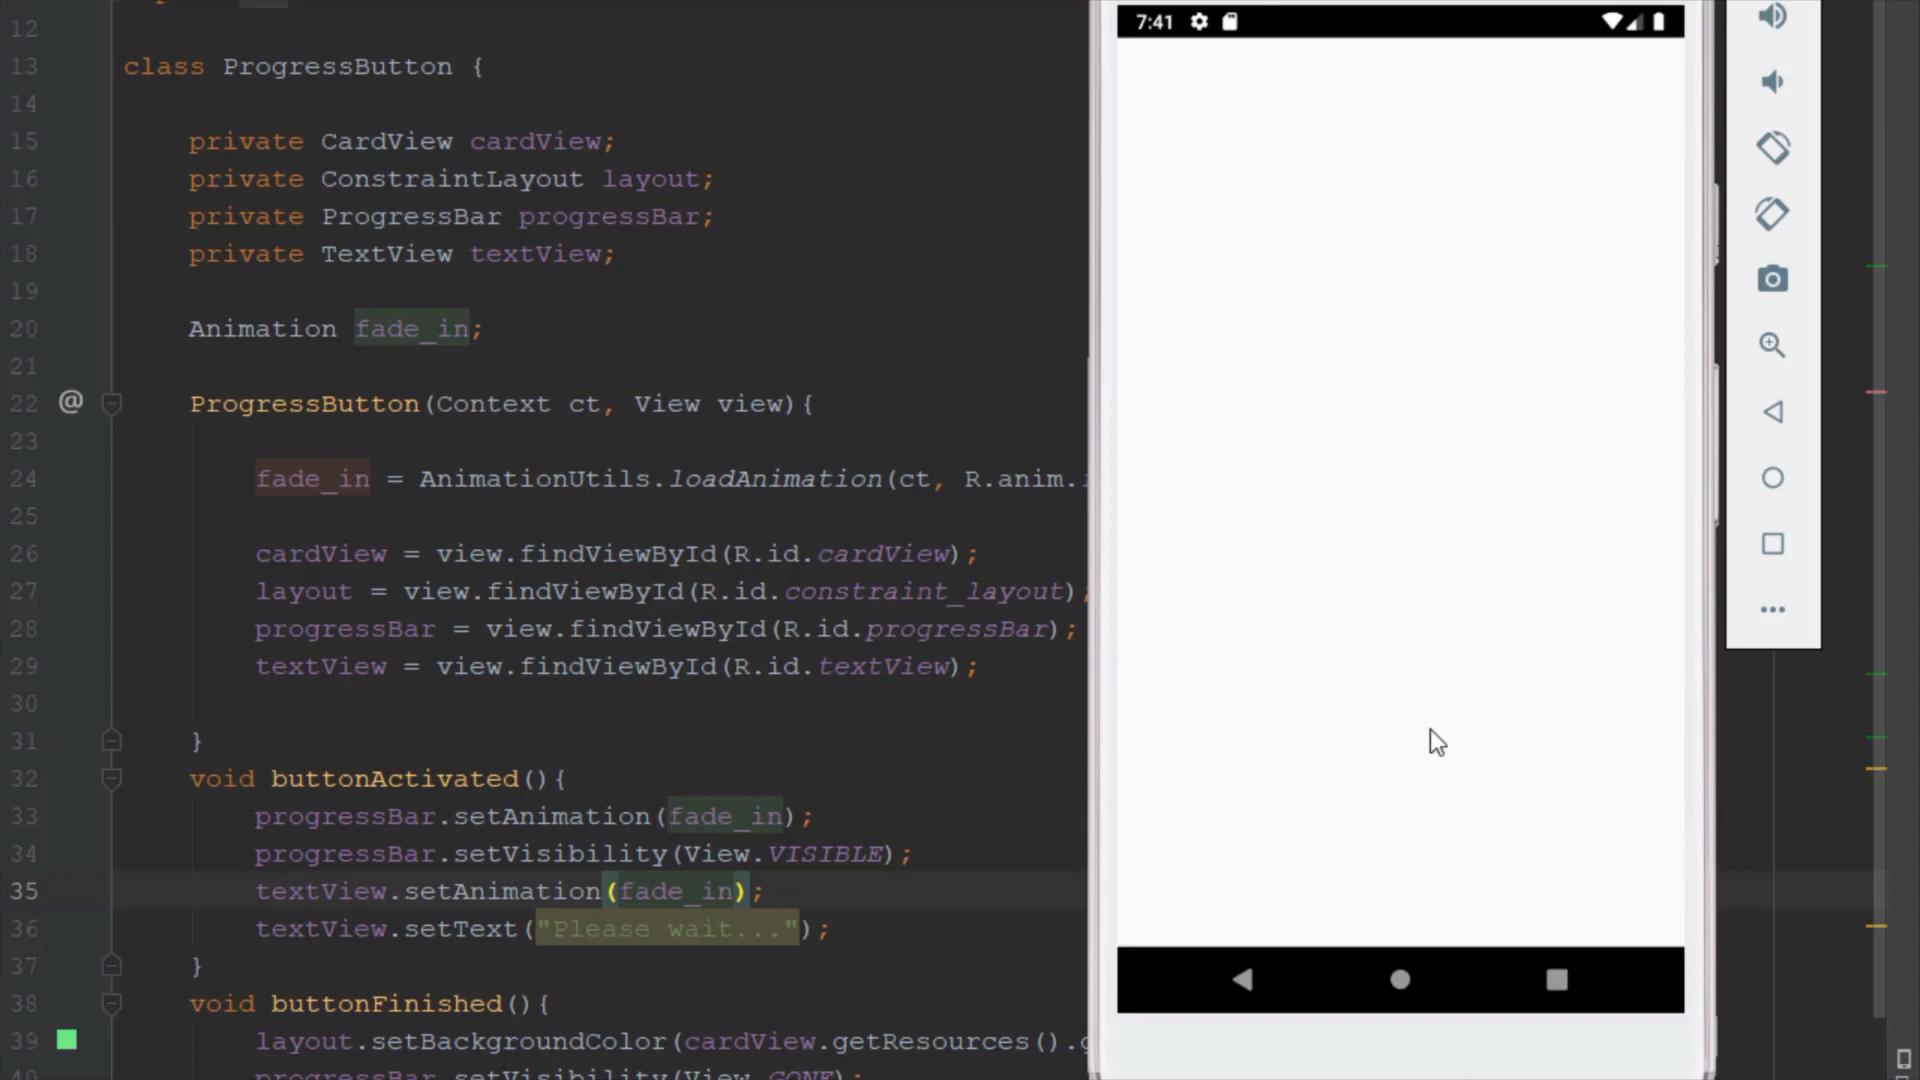 12
13 class ProgressButton {
14
15 private CardView cardView;
16 private ConstraintLayout layout;
17 private ProgressBar progressBar;
18 private TextView textView;
19
20 Animation fade_in;
21
22 @ ProgressButton(Context ct, View view){
23
24 fade_in = AnimationUtils.loadAnimation(ct, R.anim.
25
26 cardView = view.findViewById(R.id.cardView);
27 layout = view.findViewById(R.id.constraint_layout);
28 progressBar = view.findViewById(R.id.progressBar);
29 textView = view.findViewById(R.id.textView);
30
31 }
32 void buttonActivated(){
33 progressBar.setAnimation(fade_in);
34 progressBar.setVisibility(View.VISIBLE);
35 textView.setAnimation(fade_in);
36 textView.setText("Please wait...");
37 }
38 void buttonFinished(){
39 layout.setBackgroundColor(cardView.getResources().
40 progressBar.setVisibility(View.GONE);
7:41